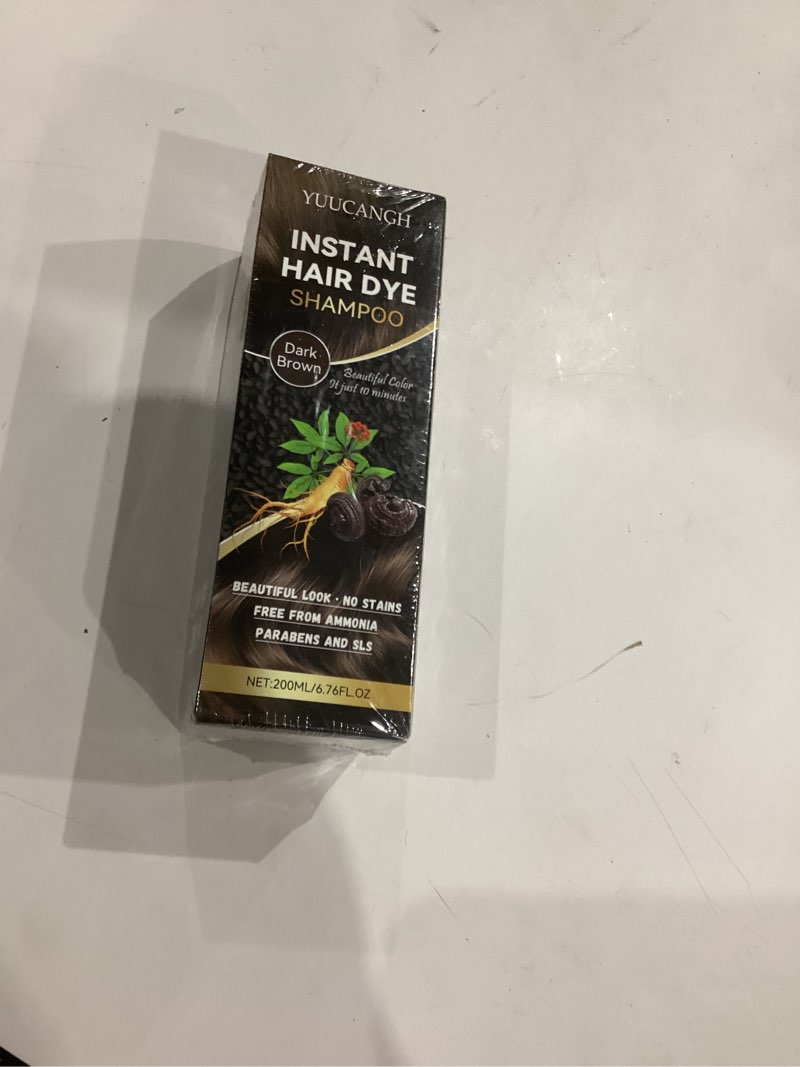 YUUCANGH
INSTANT
HAIR DYE
SHAMPOO
Dark
Brown
Beautiful Color
It just 10 minutes
BEAUTIFUL LOOK · NO STAINS
FREE FROM AMMONIA
PARABENS AND SLS
NET:200ML/6.76FL.OZ